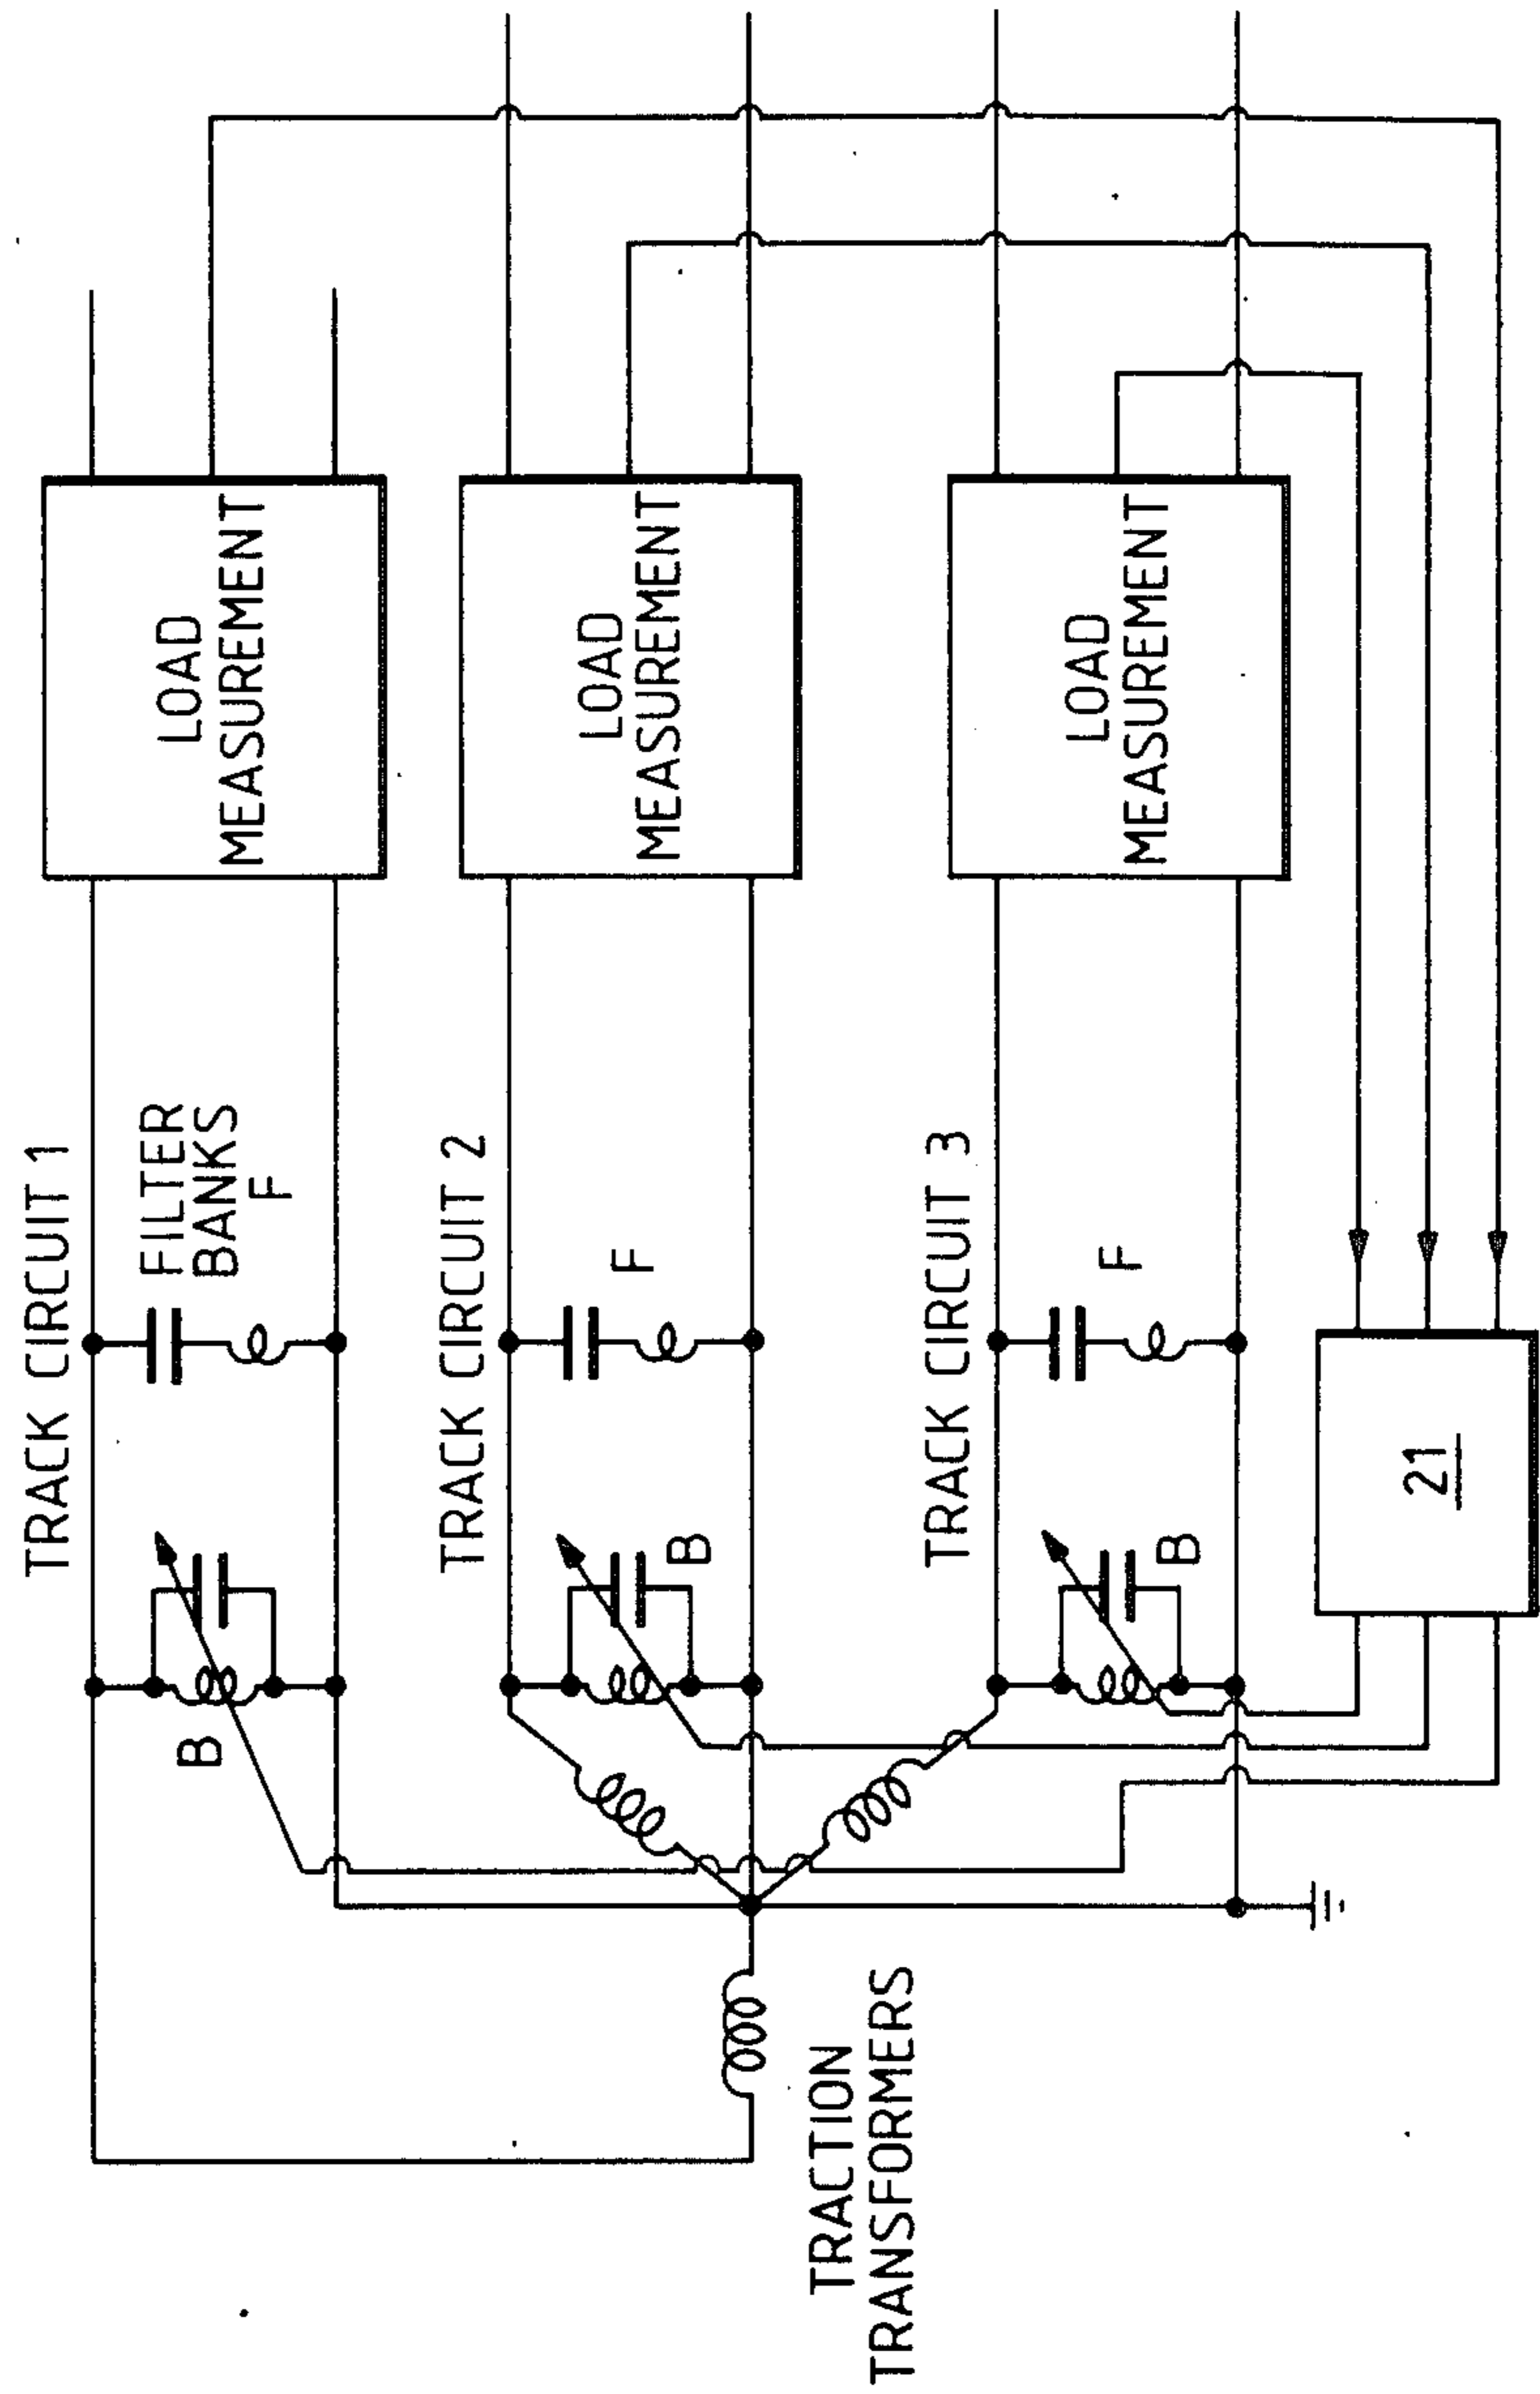 TRACK CIRCUIT 1
FILTER
BANKS
F
B
LOAD
MEASUREMENT
TRACK CIRCUIT 2
F
B
LOAD
MEASUREMENT
TRACK CIRCUIT 3
F
B
LOAD
MEASUREMENT
TRACTION
TRANSFORMERS
21